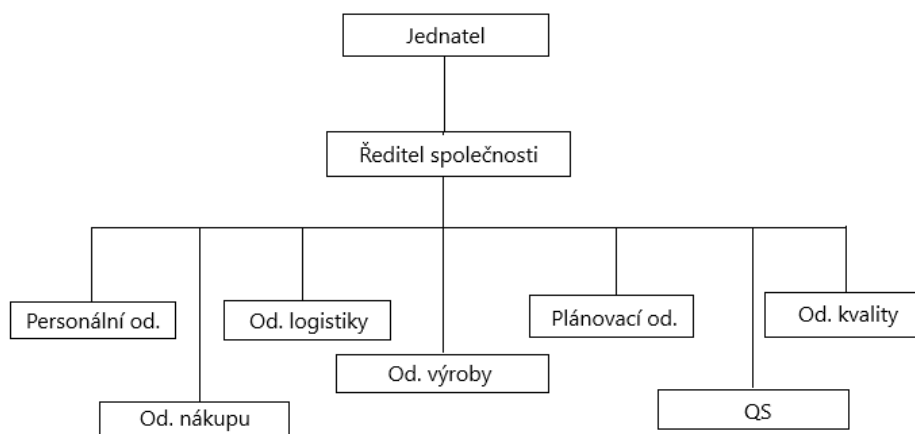 Jednatel
Ředitel společnosti
Personální od.
Od. logistiky
Plánovací od.
Od. kvality
Od. výroby
Od. nákupu
QS